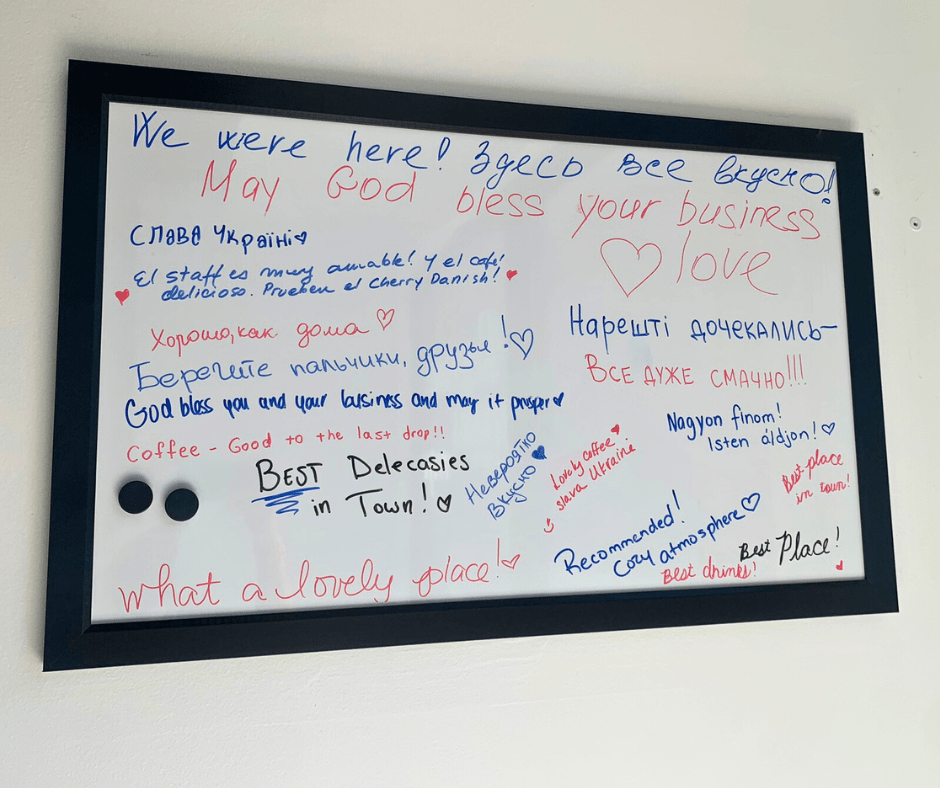 We were here! Здесь все вкусно!
May God bless your business
love
Слава Україні
El staff es muy amable! Y el café
delicioso. Prueben el Cherry Danish!
Хорошо, как дома
Нарешті дочекались-
Все дуже смачно!!!
Берегите пальчики, друзья!
God bless you and your business and may it prosper
Nagyon finom!
Isten áldjon!
Coffee - Good to the last drop!!
Best Delecasies
in Town!
Невероятно
Вкусно
Lovely coffee
slava Ukraine
Best place
in town!
Recommended!
Cozy atmosphere
Best Place!
Best drinks!
What a lovely place!